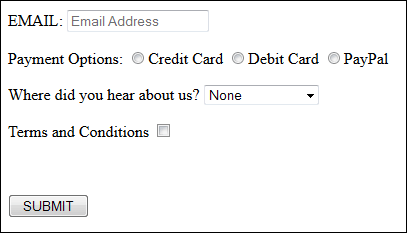 EMAIL: Email Address
Payment Options: Credit Card Debit Card PayPal
Where did you hear about us? None
Terms and Conditions
SUBMIT